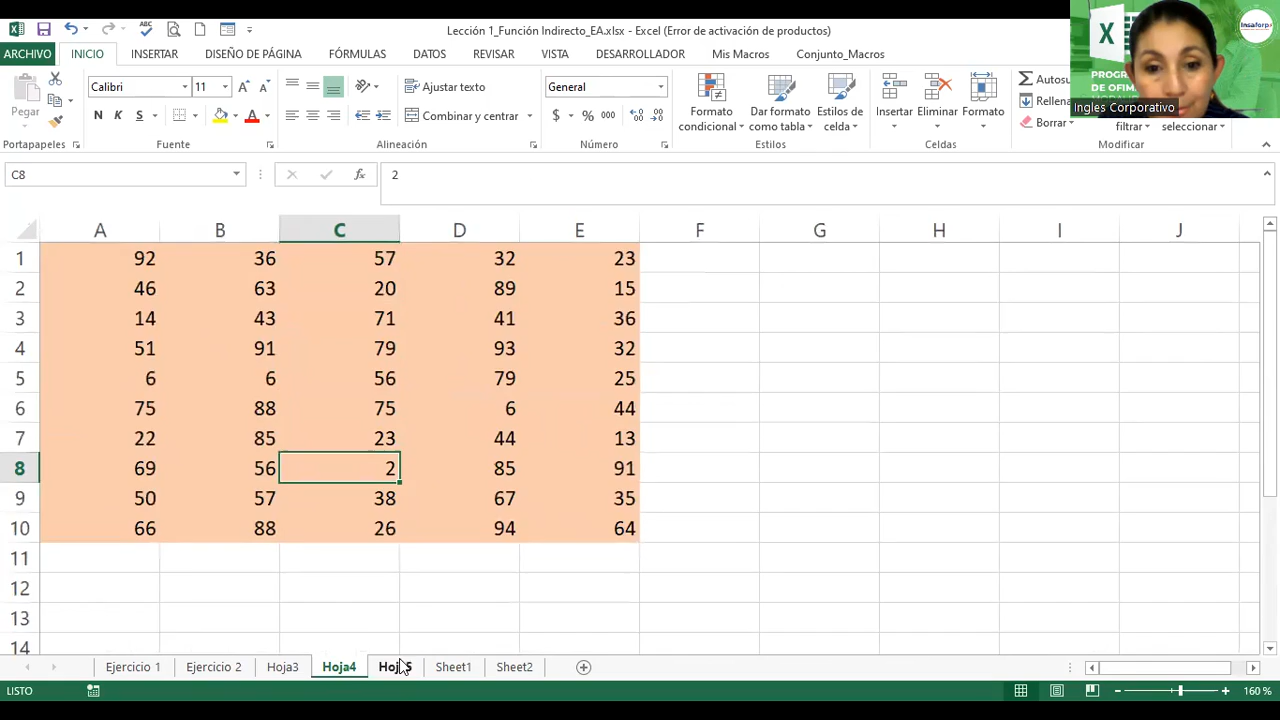 Lección 1_Función Indirecto_EA.xlsx - Excel (Error de activación de productos)
ARCHIVO INICIO INSERTAR DISEÑO DE PÁGINA FÓRMULAS DATOS REVISAR VISTA DESARROLLADOR Mis Macros Conjunto_Macros
Pegar
Calibri 11
N K S
Ajustar texto
Combinar y centrar
General
$ % 000
Formato condicional
Dar formato como tabla
Estilos de celda
Insertar
Eliminar
Formato
Autosu
Rellena
Borrar
filtrar
seleccionar
Portapapeles Fuente Alineación Número Estilos Celdas Modificar
Insaforp
PROGR
DE OFIM
Ingles Corporativo
C8 fx 2
A B C D E F G H I J
1 92 36 57 32 23
2 46 63 20 89 15
3 14 43 71 41 36
4 51 91 79 93 32
5 6 6 56 79 25
6 75 88 75 6 44
7 22 85 23 44 13
8 69 56 2 85 91
9 50 57 38 67 35
10 66 88 26 94 64
11
12
13
14
Ejercicio 1 Ejercicio 2 Hoja3 Hoja4 Hoja5 Sheet1 Sheet2
LISTO 160 %